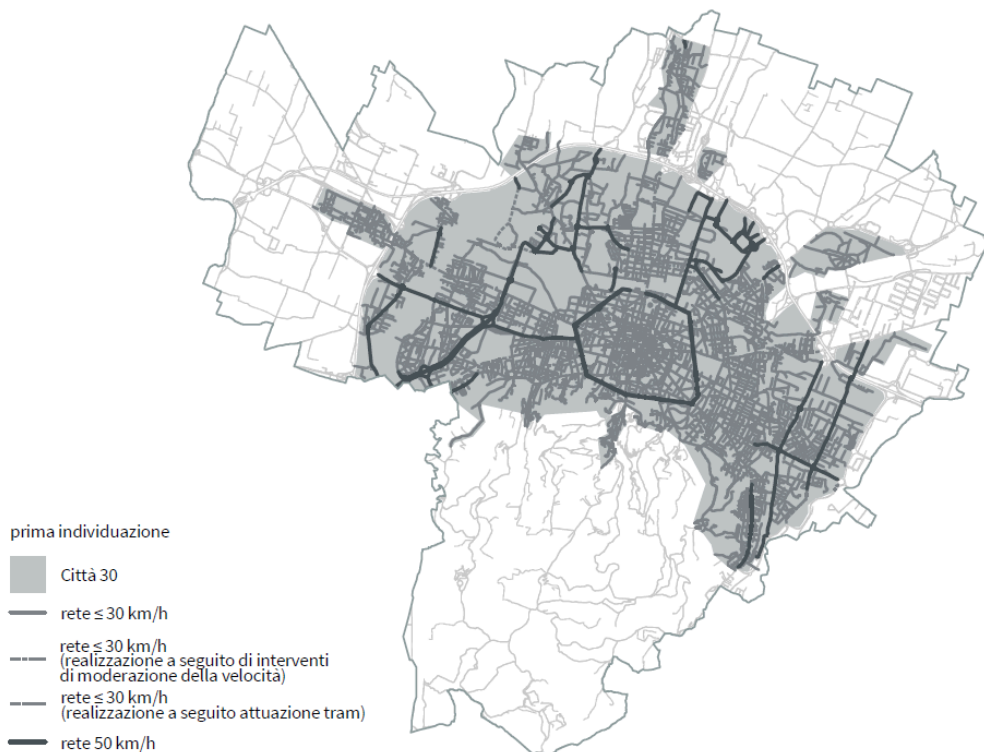 prima individuazione
Città 30
rete ≤ 30 km/h
rete ≤ 30 km/h
(realizzazione a seguito di interventi
di moderazione della velocità)
rete ≤ 30 km/h
(realizzazione a seguito attuazione tram)
rete 50 km/h